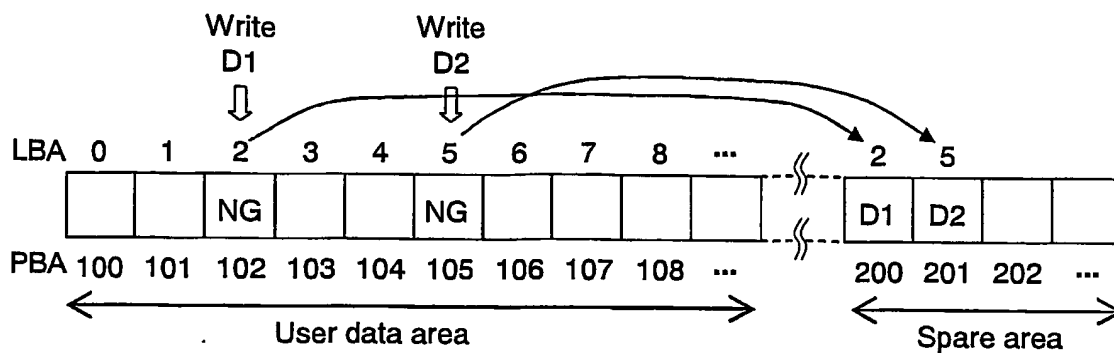 Write Write
D1 D2
LBA 0 1 2 3 4 5 6 7 8 ... 2 5
NG NG D1 D2
PBA 100 101 102 103 104 105 106 107 108 ... 200 201 202 ...
User data area Spare area